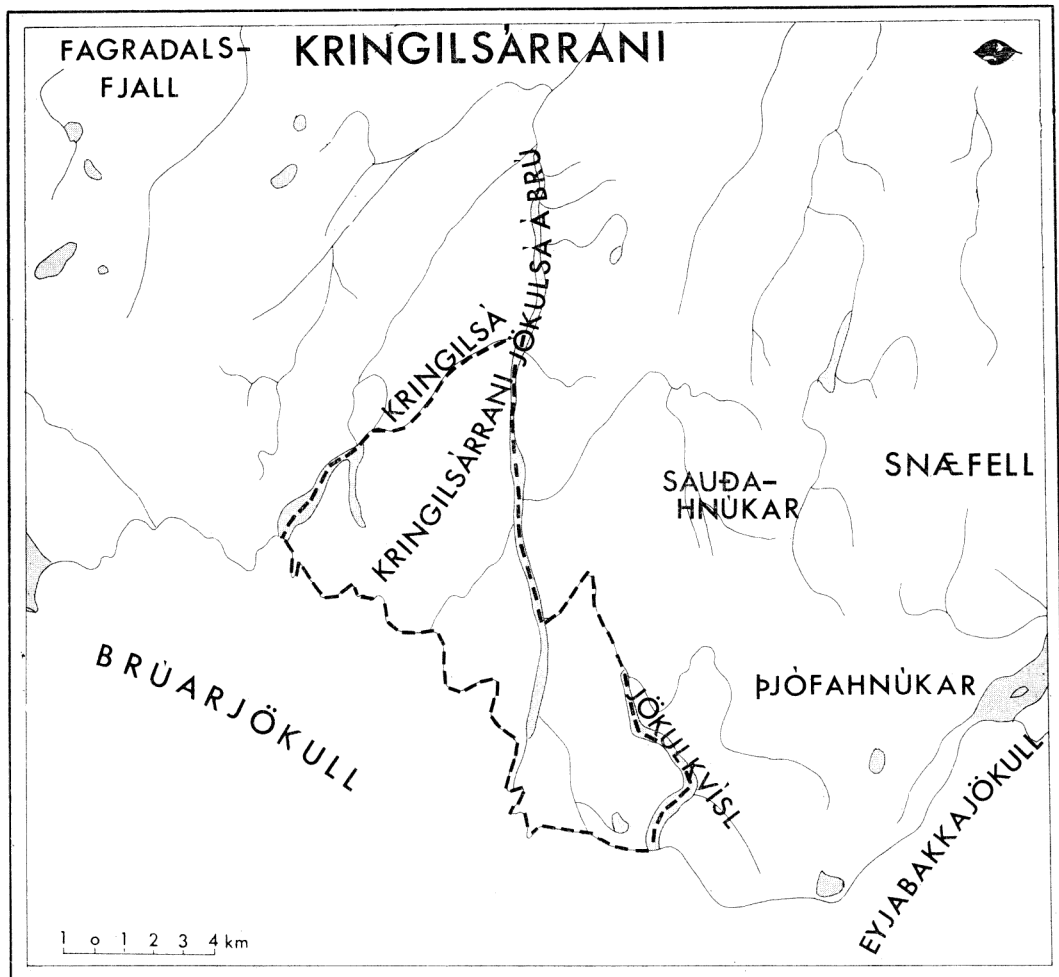 FAGRADALS-
FJALL
KRINGILSÁRRANI
JÖKULSÁ Á BRÚ
KRINGILSÁ
KRINGILSÁRRANI
SAUÐA-
HNÚKAR
SNÆFELL
BRÚARJÖKULL
ÞJÓFAHNÚKAR
JÖKULKVÍSL
EYJABAKKAJÖKULL
1 0 1 2 3 4 km